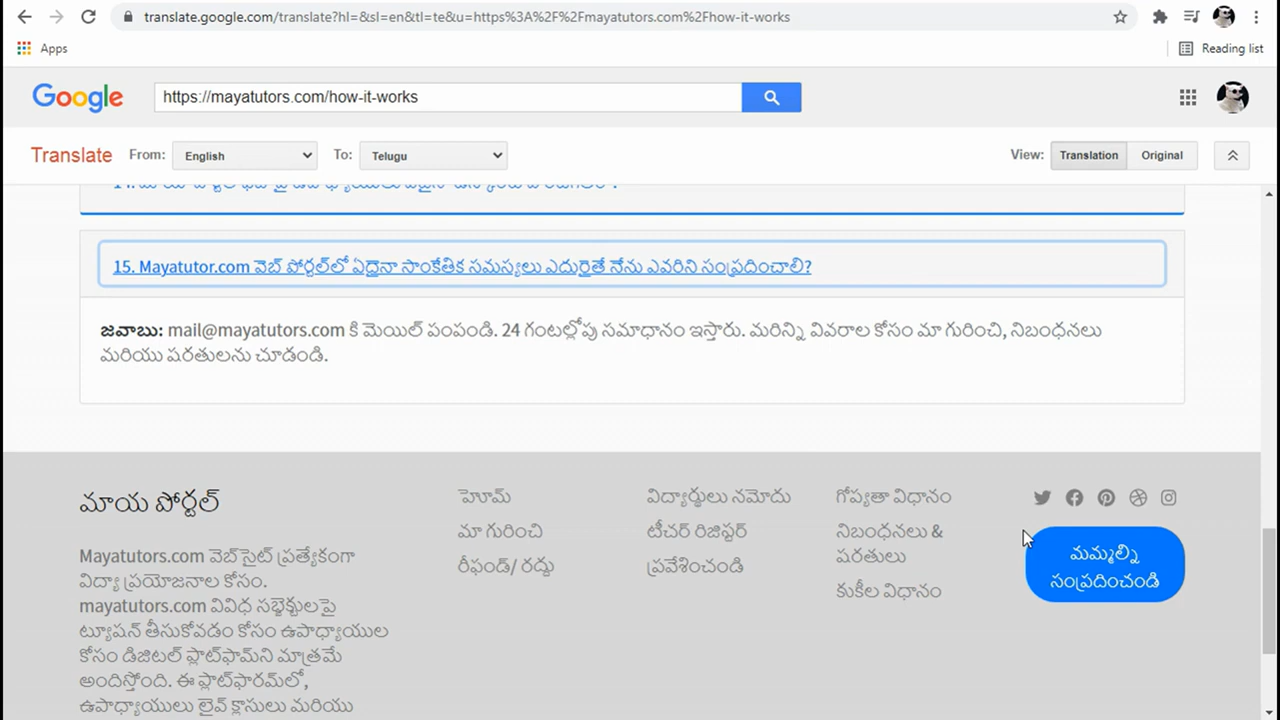 translate.google.com/translate?hl=&sl=en&tl=te&u=https%3A%2F%2Fmayatutors.com%2Fhow-it-works
Apps
Reading list
Google
https://mayatutors.com/how-it-works
Translate
From:
English
To:
Telugu
View:
Translation
Original
15. Mayatutor.com వెబ్ పోర్టల్‌లో ఏదైనా సాంకేతిక సమస్యలు ఎదురైతే నేను ఎవరిని సంప్రదించాలి?
జవాబు: mail@mayatutors.com కి మెయిల్ పంపండి. 24 గంటల్లోపు సమాధానం ఇస్తారు. మరిన్ని వివరాల కోసం మా గురించి, నిబంధనలు
మరియు షరతులను చూడండి.
మాయ పోర్టల్
Mayatutors.com వెబ్‌సైట్ ప్రత్యేకంగా
విద్యా ప్రయోజనాల కోసం.
mayatutors.com వివిధ సబ్జెక్టులపై
ట్యూషన్ తీసుకోవడం కోసం ఉపాధ్యాయుల
కోసం డిజిటల్ ప్లాట్‌ఫామ్‌ని మాత్రమే
అందిస్తోంది. ఈ ప్లాట్‌ఫారమ్‌లో,
ఉపాధ్యాయులు లైవ్ క్లాసులు మరియు
హొమ్
మా గురించి
రీఫండ్/ రద్దు
విద్యార్థులు నమోదు
టీచర్ రిజిష్టర్
ప్రవేశించండి
గోప్యతా విధానం
నిబంధనలు &
షరతులు
కుకీల విధానం
మమ్మల్ని
సంప్రదించండి